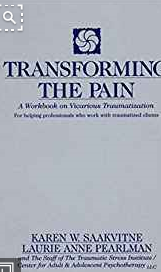 TRANSFORMING
THE PAIN
A Workbook on Vicarious Traumatization
For helping professionals who work with traumatized clients
KAREN W. SAAKVITNE
LAURIE ANNE PEARLMAN
and The Staff of The Traumatic Stress Institute/
Center for Adult & Adolescent Psychotherapy LLC